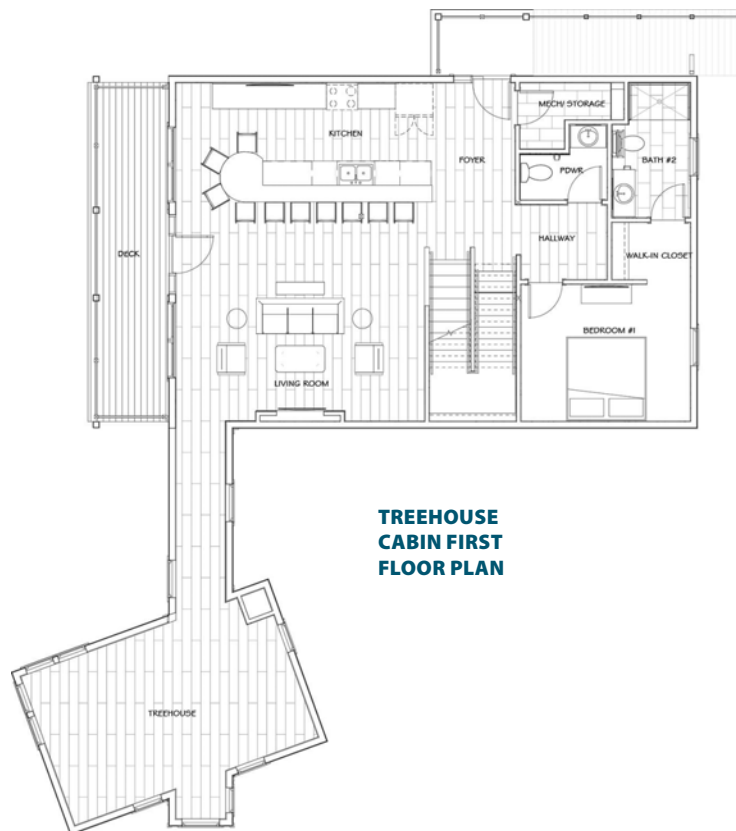 MECH/ STORAGE
KITCHEN
FOYER
BATH #2
PDWR
HALLWAY
DECK
WALK-IN CLOSET
BEDROOM #1
LIVING ROOM
TREEHOUSE
CABIN FIRST
FLOOR PLAN
TREEHOUSE